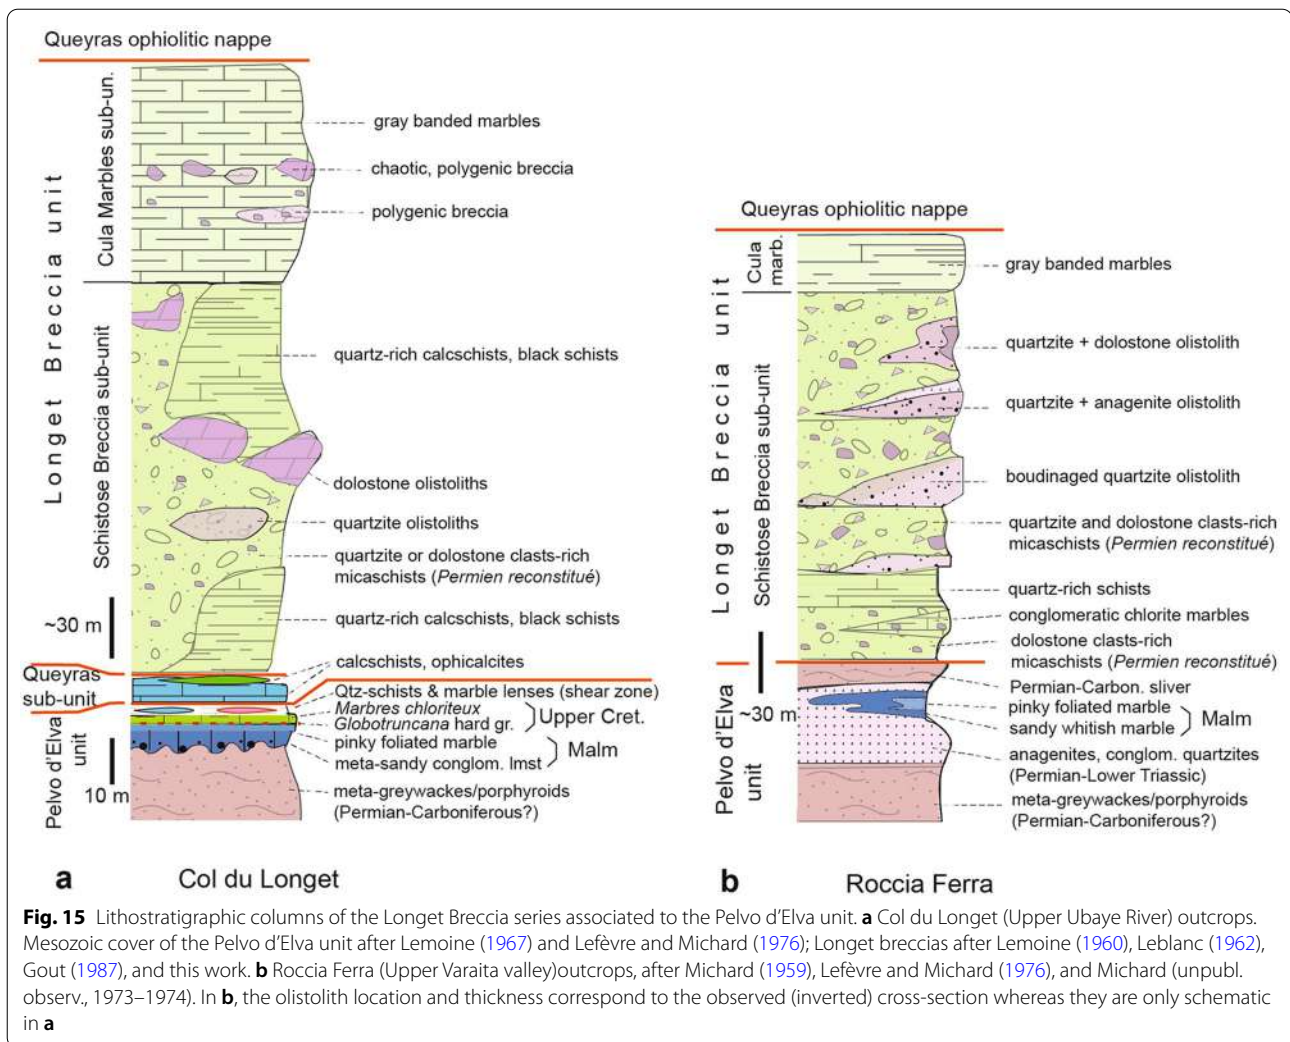 Queyras ophiolitic nappe
Cula Marbles sub-un.
Longet Breccia unit
Schistose Breccia sub-unit
gray banded marbles
chaotic, polygenic breccia
polygenic breccia
quartz-rich calcschists, black schists
dolostone olistoliths
quartzite olistoliths
quartzite or dolostone clasts-rich
micaschists (Permien reconstitué)
quartz-rich calcschists, black schists
~30 m
Queyras
sub-unit
calcschists, ophicalcites
Qtz-schists & marble lenses (shear zone)
Marbres chloriteux
Globotruncana hard gr.
Upper Cret.
pinky foliated marble
meta-sandy conglom. lmst
Malm
Pelvo d'Elva
unit
10 m
meta-greywackes/porphyroids
(Permian-Carboniferous?)
a Col du Longet
Queyras ophiolitic nappe
Cula
marb.
Longet Breccia unit
Schistose Breccia sub-unit
gray banded marbles
quartzite + dolostone olistolith
quartzite + anagenite olistolith
boudinaged quartzite olistolith
quartzite and dolostone clasts-rich
micaschists (Permien reconstitué)
quartz-rich schists
conglomeratic chlorite marbles
dolostone clasts-rich
micaschists (Permien reconstitué)
~30 m
Pelvo d'Elva
unit
Permian-Carbon. sliver
pinky foliated marble
sandy whitish marble
Malm
anagenites, conglom. quartzites
(Permian-Lower Triassic)
meta-greywackes/porphyroids
(Permian-Carboniferous?)
b Roccia Ferra
Fig. 15 Lithostratigraphic columns of the Longet Breccia series associated to the Pelvo d'Elva unit. a Col du Longet (Upper Ubaye River) outcrops.
Mesozoic cover of the Pelvo d'Elva unit after Lemoine (1967) and Lefèvre and Michard (1976); Longet breccias after Lemoine (1960), Leblanc (1962),
Gout (1987), and this work. b Roccia Ferra (Upper Varaita valley)outcrops, after Michard (1959), Lefèvre and Michard (1976), and Michard (unpubl.
observ., 1973–1974). In b, the olistolith location and thickness correspond to the observed (inverted) cross-section whereas they are only schematic
in a